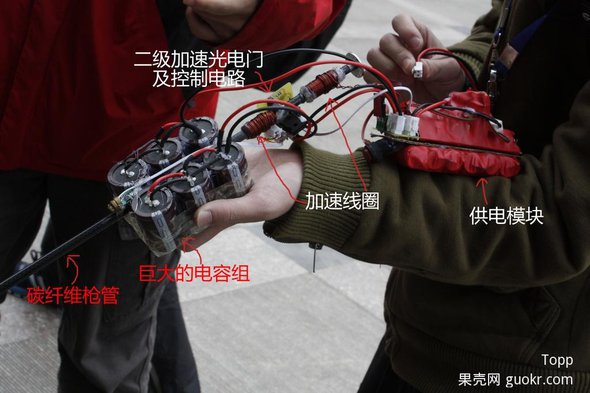 二级加速光电门
及控制电路
加速线圈
供电模块
巨大的电容组
碳纤维枪管
Topp
果壳网 guokr.com